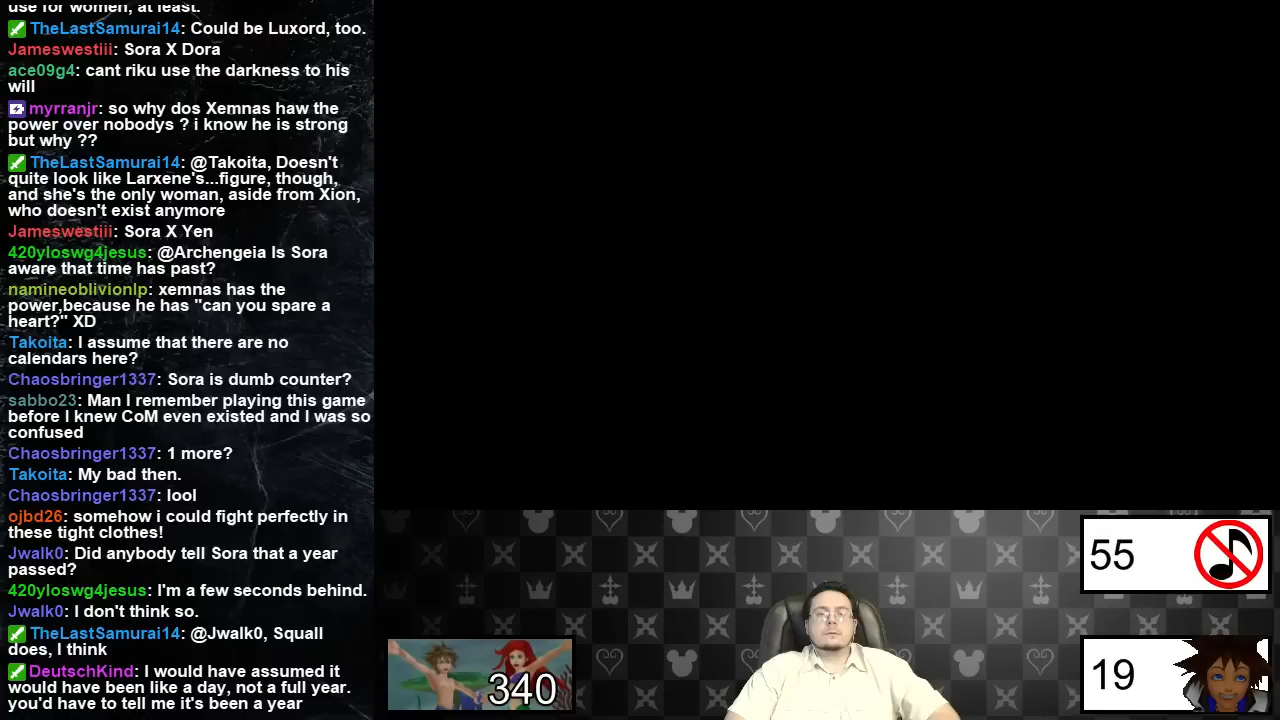 use for women, at least.
TheLastSamurai14: Could be Luxord, too.
Jameswestiii: Sora X Dora
ace09g4: cant riku use the darkness to his
will
myrranjr: so why dos Xemnas haw the
power over nobodys ? i know he is strong
but why ??
TheLastSamurai14: @Takoita, Doesn't
quite look like Larxene's...figure, though,
and she's the only woman, aside from Xion,
who doesn't exist anymore
Jameswestiii: Sora X Yen
420yloswg4jesus: @Archengeia Is Sora
aware that time has past?
namineoblivionlp: xemnas has the
power,because he has "can you spare a
heart?" XD
Takoita: I assume that there are no
calendars here?
Chaosbringer1337: Sora is dumb counter?
sabbo23: Man I remember playing this game
before I knew CoM even existed and I was so
confused
Chaosbringer1337: 1 more?
Takoita: My bad then.
Chaosbringer1337: lool
ojbd26: somehow i could fight perfectly in
these tight clothes!
Jwalk0: Did anybody tell Sora that a year
passed?
420yloswg4jesus: I'm a few seconds behind.
Jwalk0: I don't think so.
TheLastSamurai14: @Jwalk0, Squall
does, I think
DeutschKind: I would have assumed it
would have been like a day, not a full year.
you'd have to tell me it's been a year
340
55
19